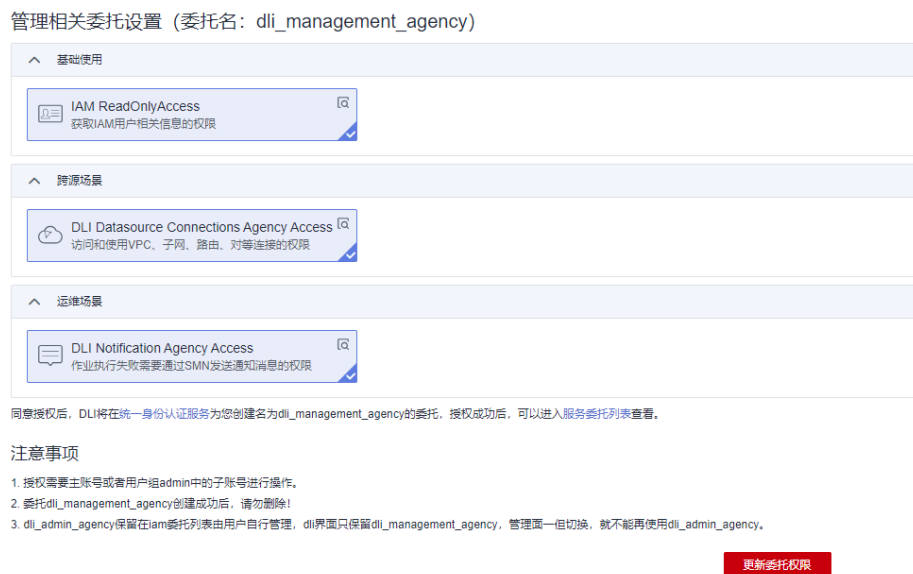 管理相关委托设置（委托名：dli_management_agency）
基础使用
IAM ReadOnlyAccess
获取IAM用户相关信息的权限
跨源场景
DLI Datasource Connections Agency Access
访问和使用VPC、子网、路由、对等连接的权限
运维场景
DLI Notification Agency Access
作业执行失败需要通过SMN发送通知消息的权限
同意授权后，DLI将在统一身份认证服务为您创建名为dli_management_agency的委托，授权成功后，可以进入服务委托列表查看。
注意事项
1. 授权需要主账号或者用户组admin中的子账号进行操作。
2. 委托dli_management_agency创建成功后，请勿删除！
3. dli_admin_agency保留在iam委托列表由用户自行管理，dli界面只保留dli_management_agency，管理面一但切换，就不能再使用dli_admin_agency。
更新委托权限